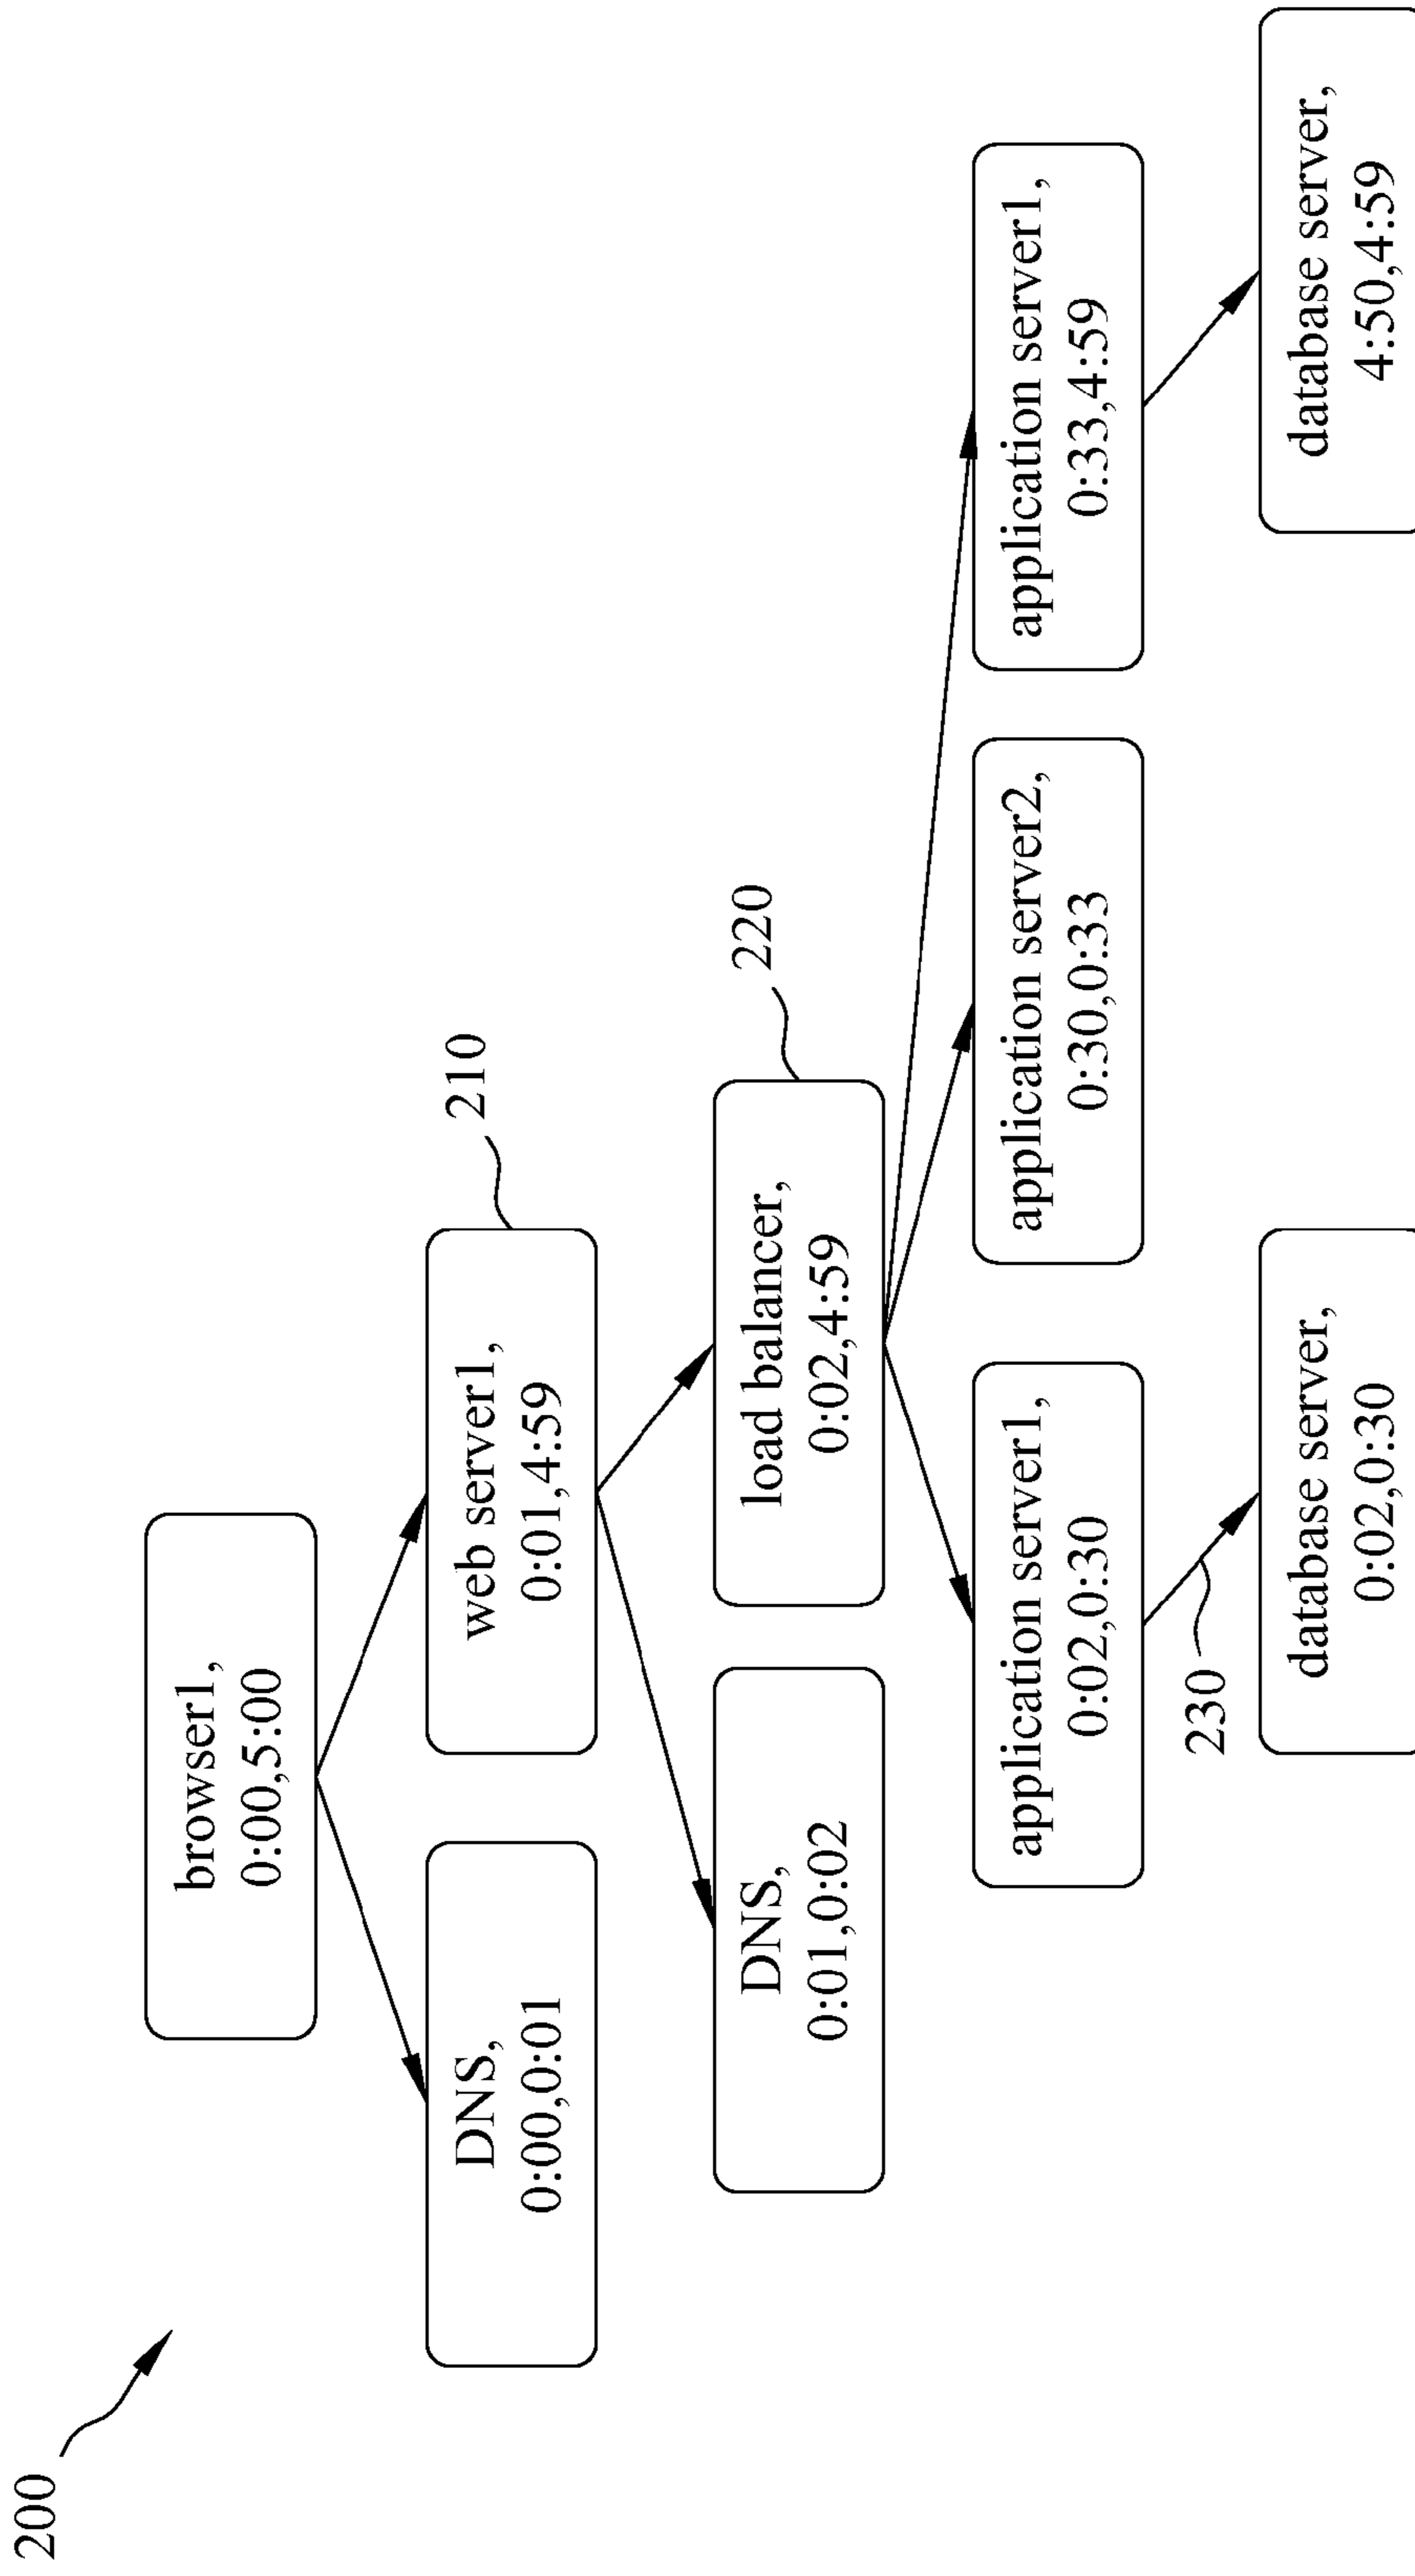 200
browser1,
0:00,5:00
DNS,
0:00,0:01
web server1,
0:01,4:59
210
DNS,
0:01,0:02
load balancer,
0:02,4:59
220
application server1,
0:02,0:30
application server2,
0:30,0:33
application server1,
0:33,4:59
230
database server,
0:02,0:30
database server,
4:50,4:59